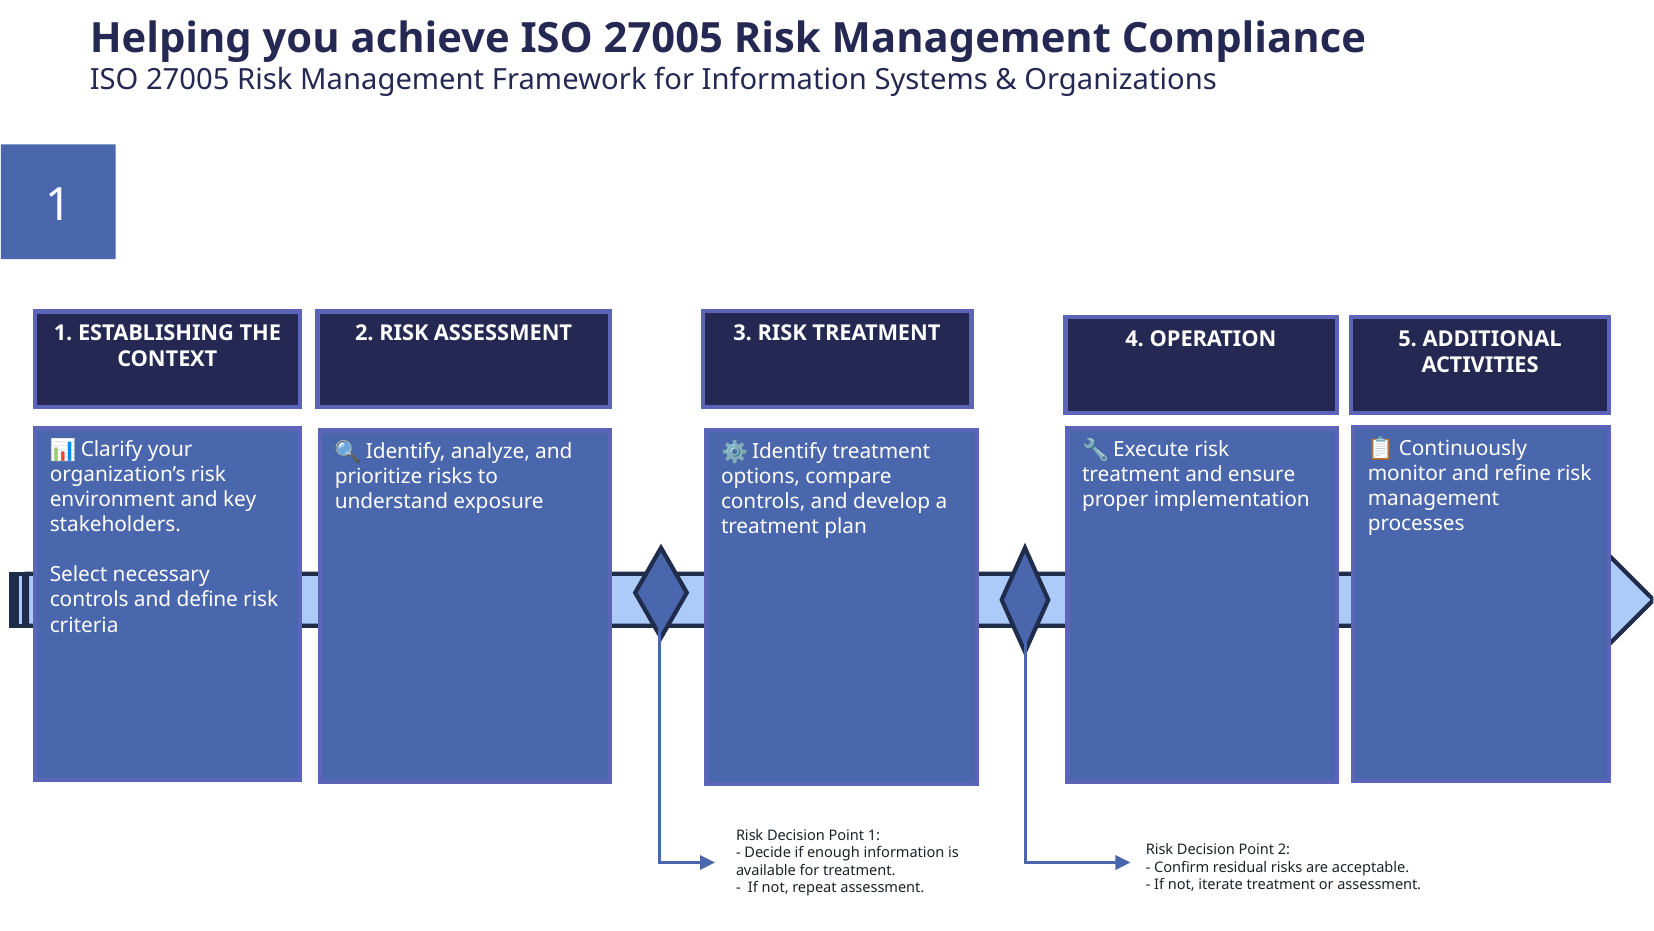 Helping you achieve ISO 27005 Risk Management Compliance
ISO 27005 Risk Management Framework for Information Systems & Organizations
1
1. ESTABLISHING THE
CONTEXT
2. RISK ASSESSMENT
3. RISK TREATMENT
4. OPERATION
5. ADDITIONAL
ACTIVITIES
📊 Clarify your
organization’s risk
environment and key
stakeholders.
Select necessary
controls and define risk
criteria
🔍 Identify, analyze, and
prioritize risks to
understand exposure
⚙️ Identify treatment
options, compare
controls, and develop a
treatment plan
🔧 Execute risk
treatment and ensure
proper implementation
📋 Continuously
monitor and refine risk
management
processes
Risk Decision Point 1:
- Decide if enough information is
available for treatment.
-  If not, repeat assessment.
Risk Decision Point 2:
- Confirm residual risks are acceptable.
- If not, iterate treatment or assessment.